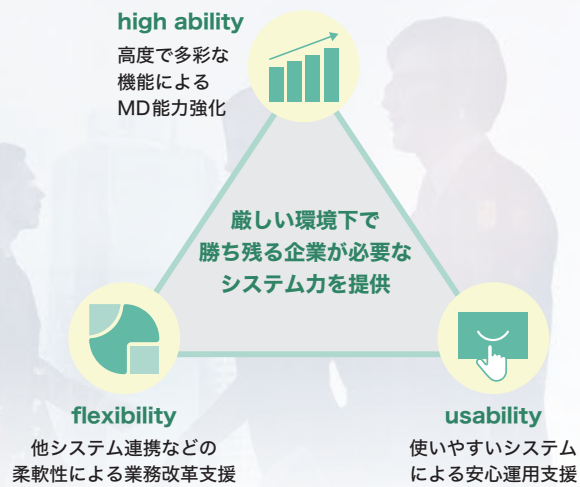 high ability
高度で多彩な
機能による
MD能力強化
厳しい環境下で
勝ち残る企業が必要な
システム力を提供
flexibility
他システム連携などの
柔軟性による業務改革支援
usability
使いやすいシステム
による安心運用支援